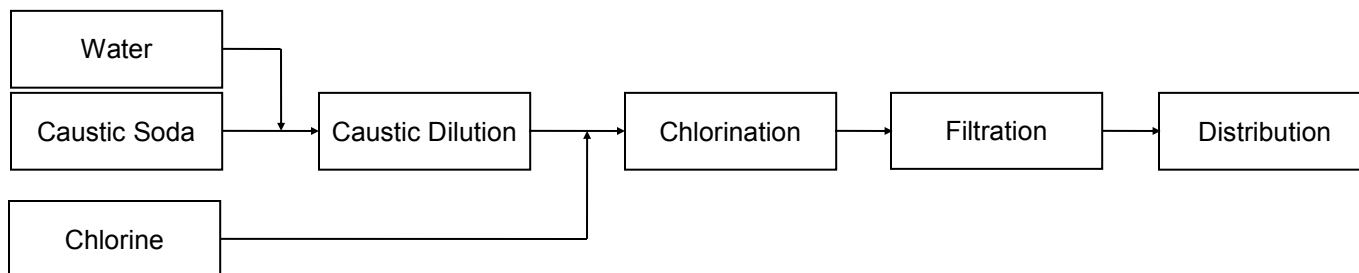 Water
Caustic Soda
Caustic Dilution
Chlorination
Filtration
Distribution
Chlorine